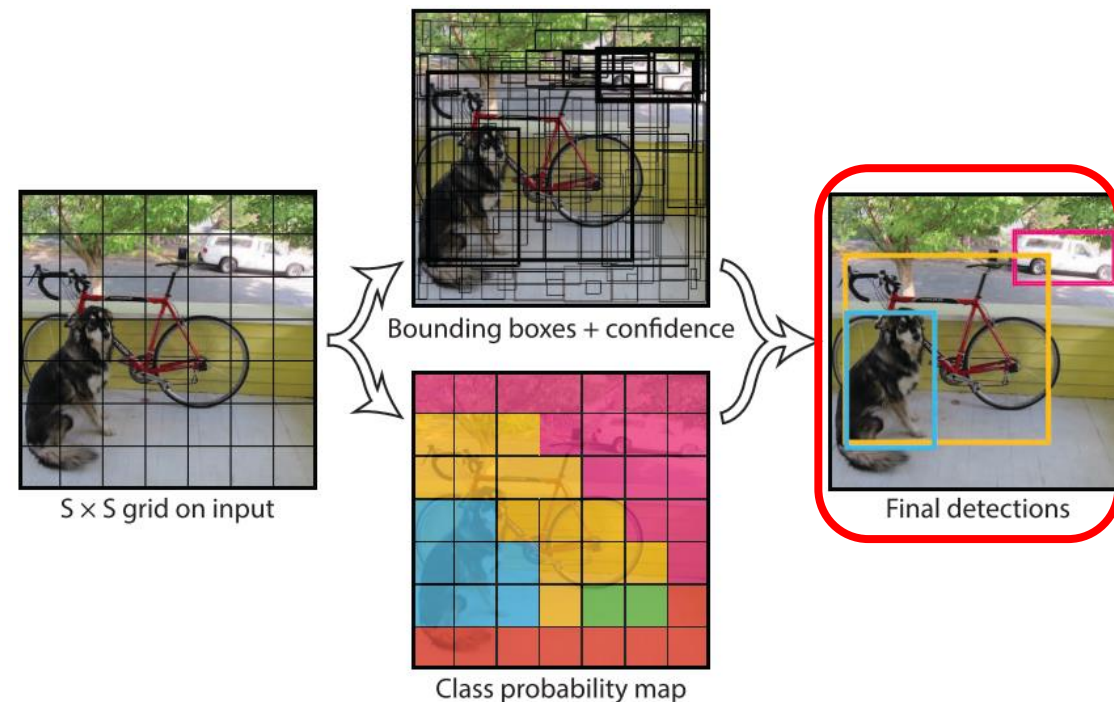 Bounding boxes + confidence
S × S grid on input
Final detections
Class probability map